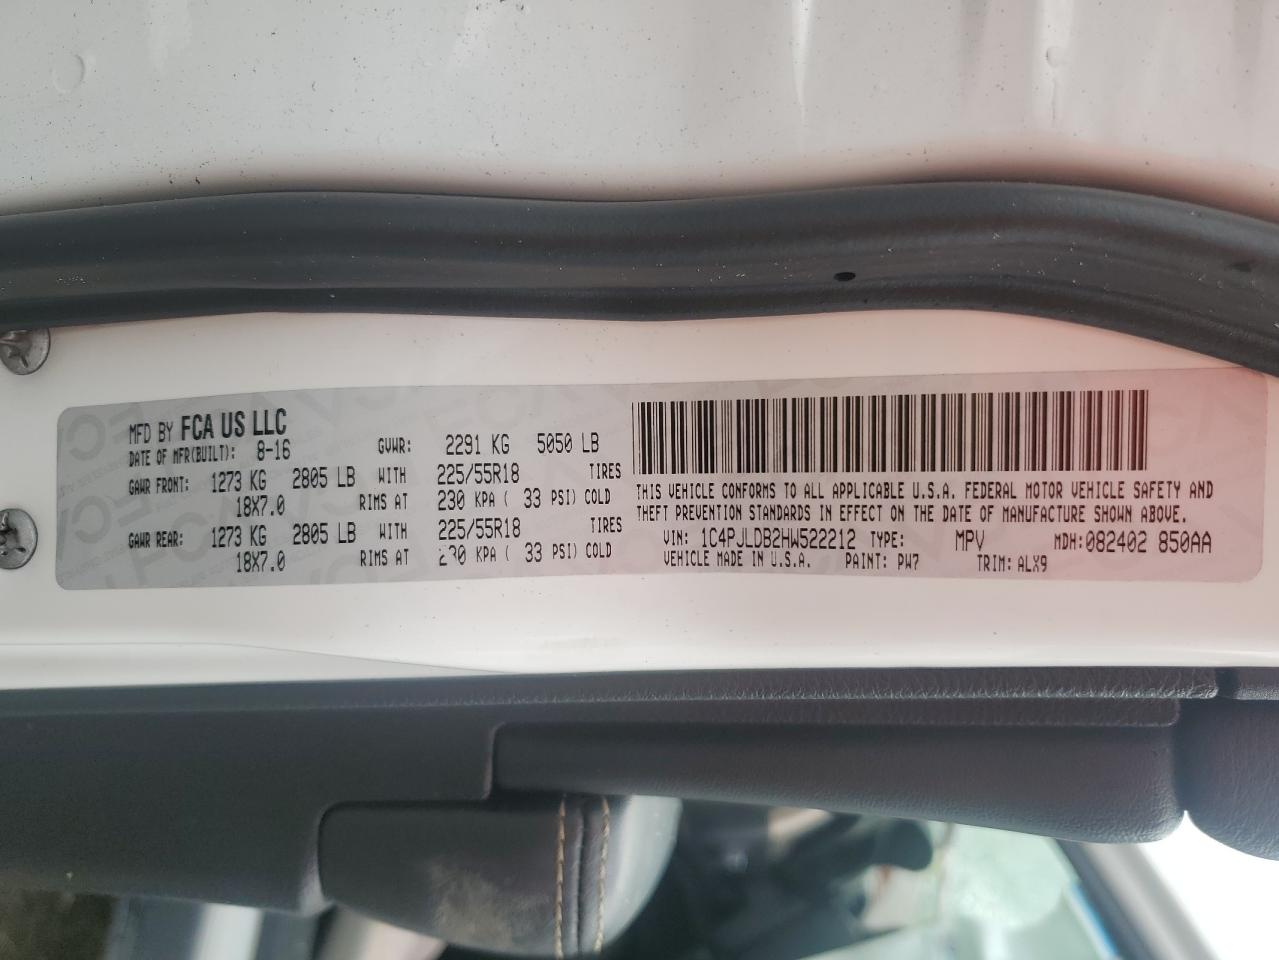 MFD BY FCA US LLC
DATE OF MFR(BUILT): 8-16 GVWR: 2291 KG 5050 LB
GAWR FRONT: 1273 KG 2805 LB WITH 225/55R18 TIRES
18X7.0 RIMS AT 230 KPA ( 33 PSI) COLD
GAWR REAR: 1273 KG 2805 LB WITH 225/55R18 TIRES
18X7.0 RIMS AT 230 KPA ( 33 PSI) COLD
THIS VEHICLE CONFORMS TO ALL APPLICABLE U.S.A. FEDERAL MOTOR VEHICLE SAFETY AND
THEFT PREVENTION STANDARDS IN EFFECT ON THE DATE OF MANUFACTURE SHOWN ABOVE.
VIN: 1C4PJLDB2HW522212 TYPE: MPV MDH: 082402 850AA
VEHICLE MADE IN U.S.A. PAINT: PW7 TRIM: ALX9